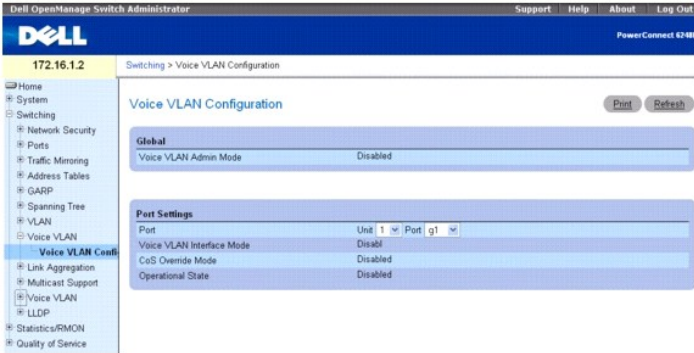 Dell OpenManage Switch Administrator Support Help About Log Out
DELL
PowerConnect 6248
172.16.1.2
Switching > Voice VLAN Configuration
Home
System
Switching
Network Security
Ports
Traffic Mirroring
Address Tables
GARP
Spanning Tree
VLAN
Voice VLAN
Voice VLAN Confi
Link Aggregation
Multicast Support
Voice VLAN
LLDP
Statistics/RMON
Quality of Service
Voice VLAN Configuration
Print Refresh
Global
Voice VLAN Admin Mode Disabled
Port Settings
Port Unit 1 Port g1
Voice VLAN Interface Mode Disabl
CoS Override Mode Disabled
Operational State Disabled